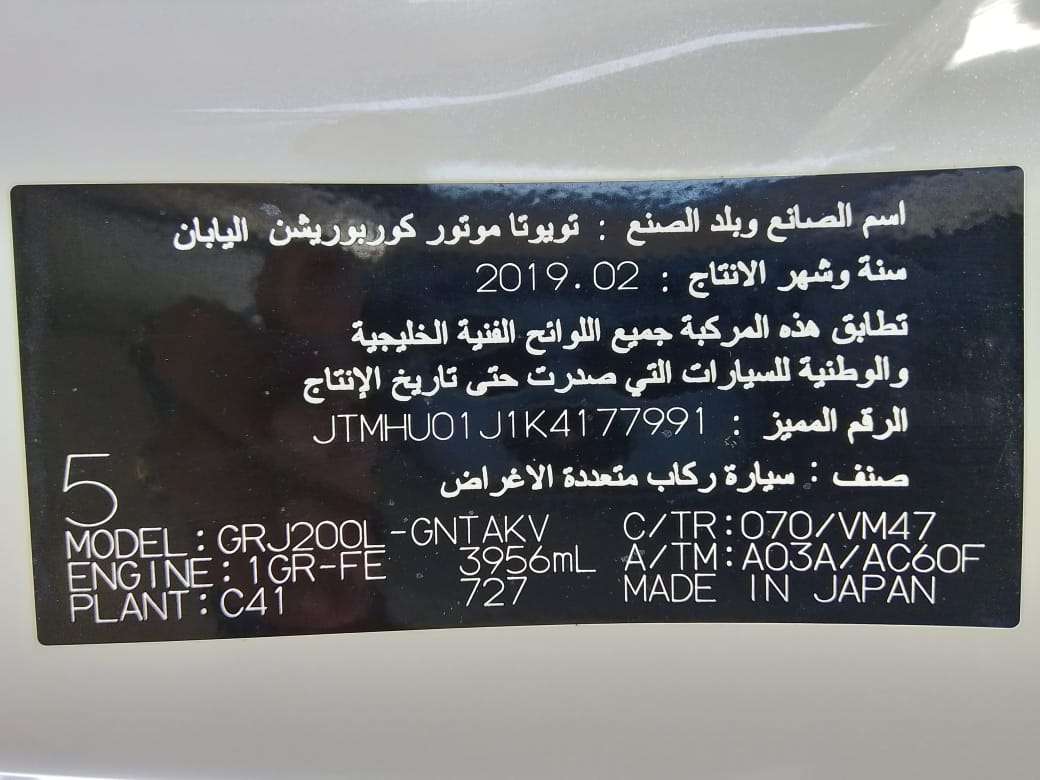 اسم الصانع وبلد الصنع : تويوتا موتور كوربوريشن اليابان
سنة وشهر الانتاج : 2019.02
تطابق هذه المركبة جميع اللوائح الفنية الخليجية
والوطنية للسيارات التي صدرت حتى تاريخ الإنتاج
الرقم المميز : JTMHU01J1K4177991
صنف : سيارة ركاب متعددة الاغراض
5
MODEL:GRJ200L-GNTAKV C/TR:070/VM47
ENGINE:1GR-FE 3956mL A/TM:A03A/AC60F
PLANT:C41 727 MADE IN JAPAN